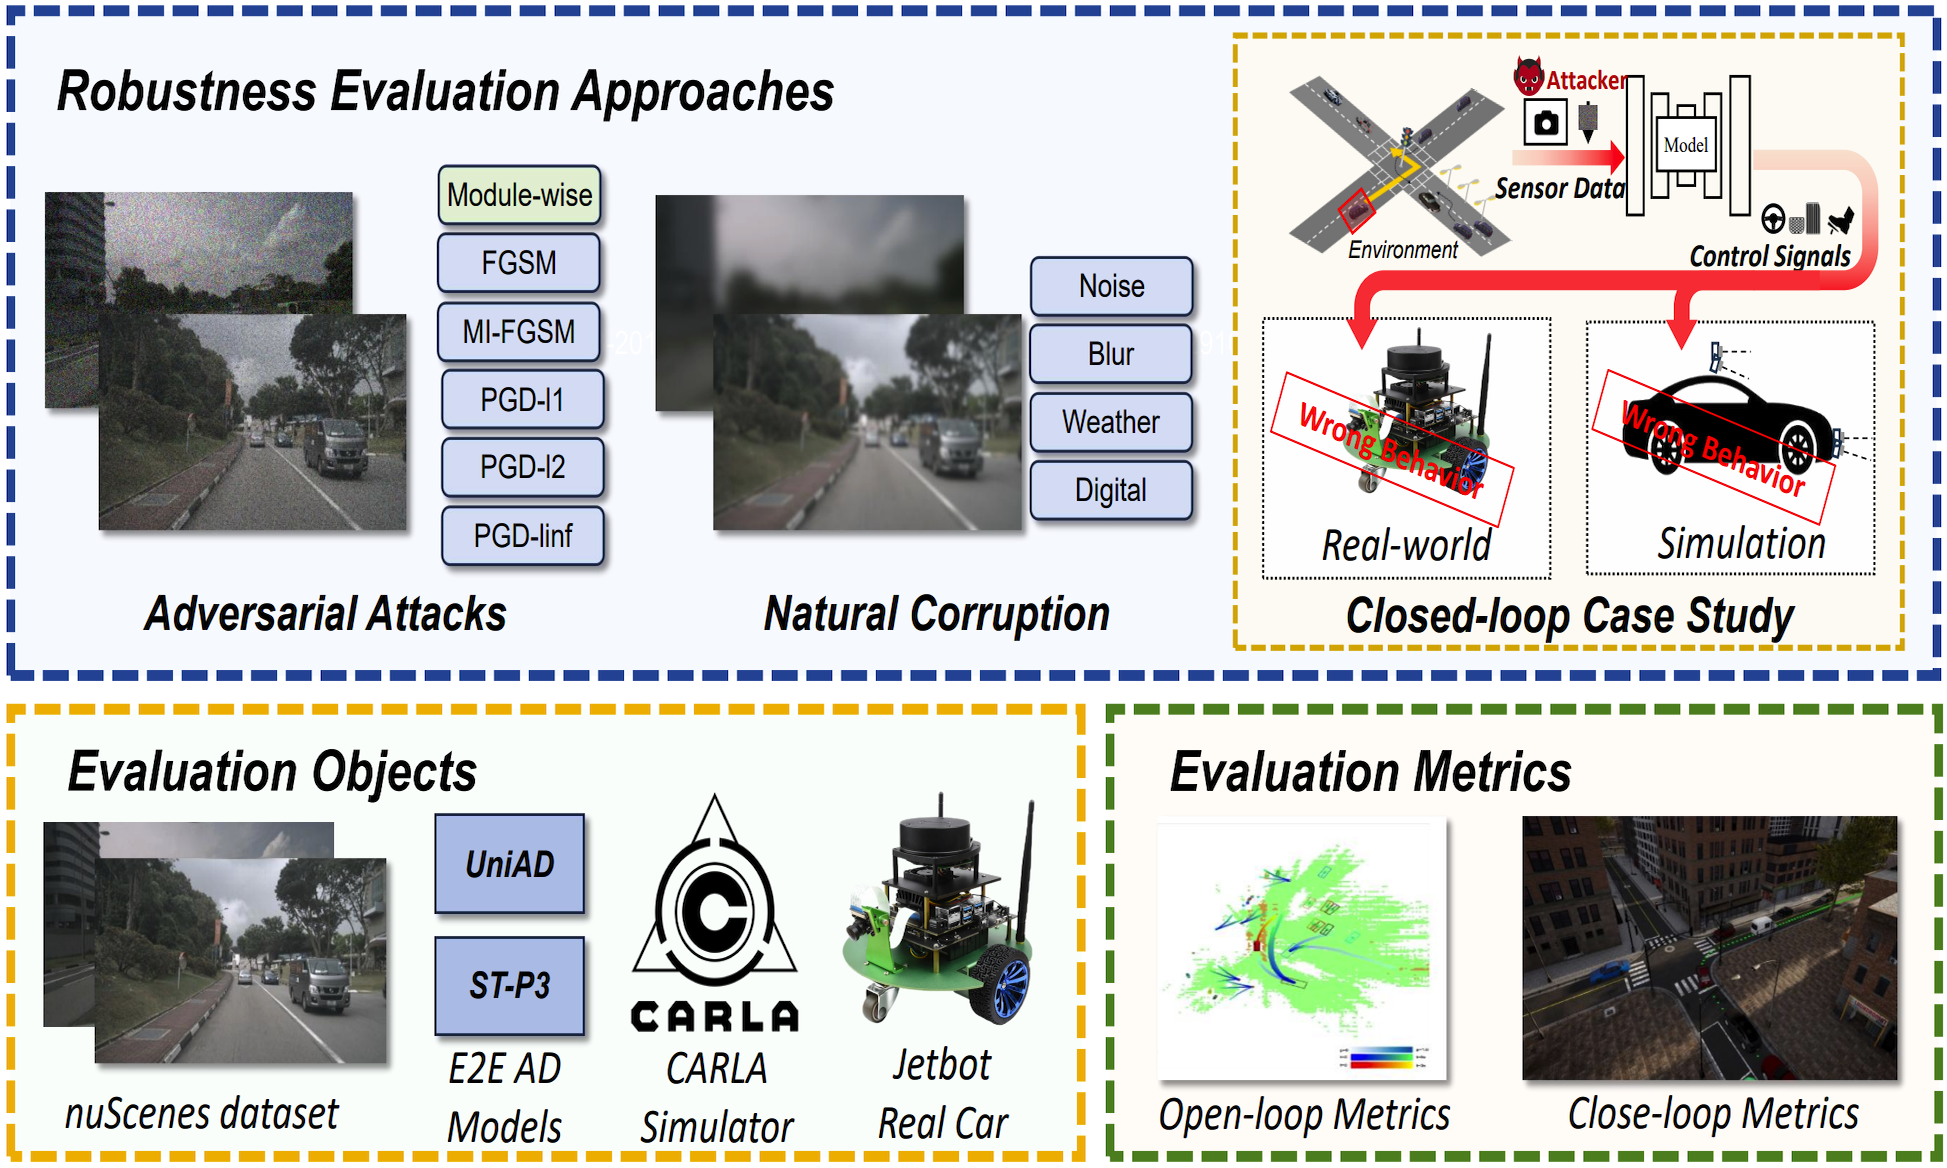 Robustness Evaluation Approaches
Module-wise
FGSM
MI-FGSM
PGD-l1
PGD-l2
PGD-linf
Adversarial Attacks
Noise
Blur
Weather
Digital
Natural Corruption
Attacker
Model
Sensor Data
Environment
Control Signals
Wrong Behavior
Real-world
Wrong Behavior
Simulation
Closed-loop Case Study
Evaluation Objects
nuScenes dataset
UniAD
ST-P3
E2E AD
Models
CARLA
CARLA
Simulator
Jetbot
Real Car
Evaluation Metrics
Open-loop Metrics
Close-loop Metrics